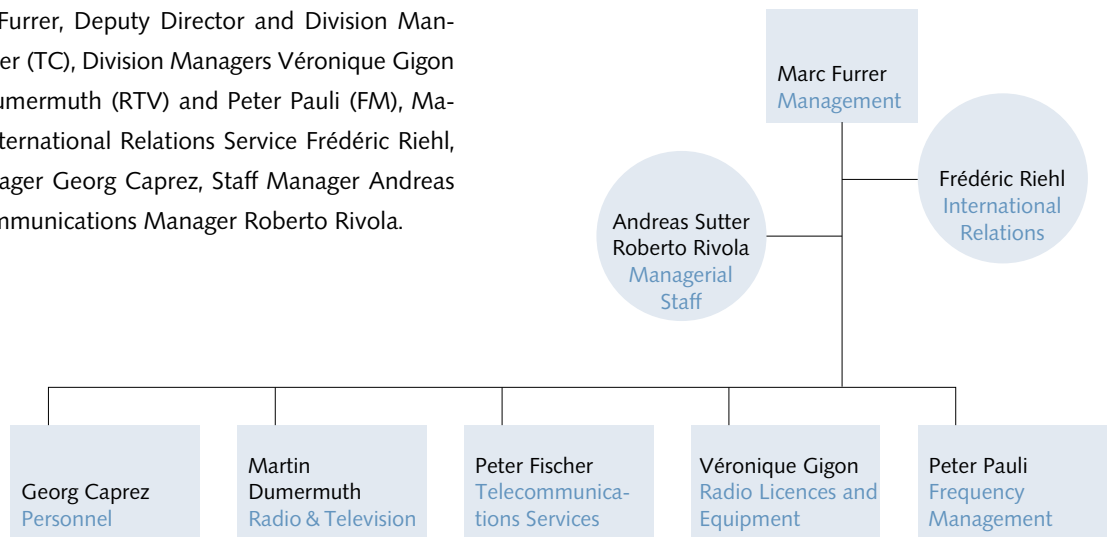 Furrer, Deputy Director and Division Man-
er (TC), Division Managers Véronique Gigon
umermuth (RTV) and Peter Pauli (FM), Ma-
ternational Relations Service Frédéric Riehl,
ager Georg Caprez, Staff Manager Andreas
mmunications Manager Roberto Rivola.
Marc Furrer
Management
Frédéric Riehl
International
Relations
Andreas Sutter
Roberto Rivola
Managerial
Staff
Georg Caprez
Personnel
Martin
Dumermuth
Radio & Television
Peter Fischer
Telecommunica-
tions Services
Véronique Gigon
Radio Licences and
Equipment
Peter Pauli
Frequency
Management